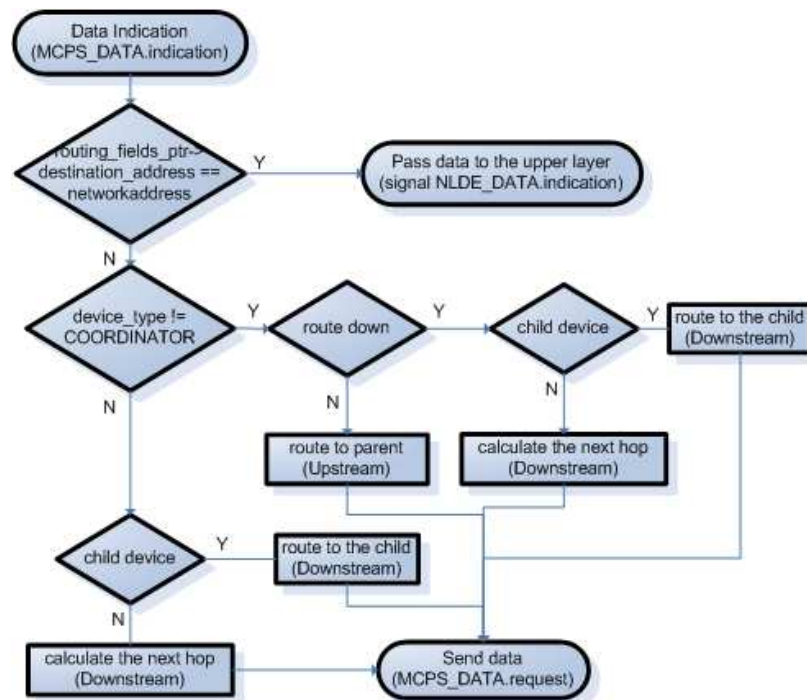 Data Indication
(MCPS_DATA.indication)
routing_fields_ptr->
destination_address ==
networkaddress
Y
Pass data to the upper layer
(signal NLDE_DATA.indication)
N
device_type !=
COORDINATOR
Y
route down
Y
child device
Y
route to the child
(Downstream)
N
N
N
route to parent
(Upstream)
calculate the next hop
(Downstream)
child device
Y
route to the child
(Downstream)
N
calculate the next hop
(Downstream)
Send data
(MCPS_DATA.request)